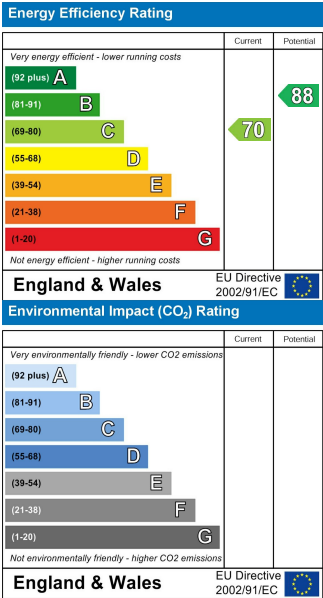 Energy Efficiency Rating
Current Potential
Very energy efficient - lower running costs
(92 plus) A
(81-91) B
88
(69-80) C
70
(55-68) D
(39-54) E
(21-38) F
(1-20) G
Not energy efficient - higher running costs
England & Wales
EU Directive
2002/91/EC
Environmental Impact (CO₂) Rating
Current Potential
Very environmentally friendly - lower CO2 emissions
(92 plus) A
(81-91) B
(69-80) C
(55-68) D
(39-54) E
(21-38) F
(1-20) G
Not environmentally friendly - higher CO2 emissions
England & Wales
EU Directive
2002/91/EC